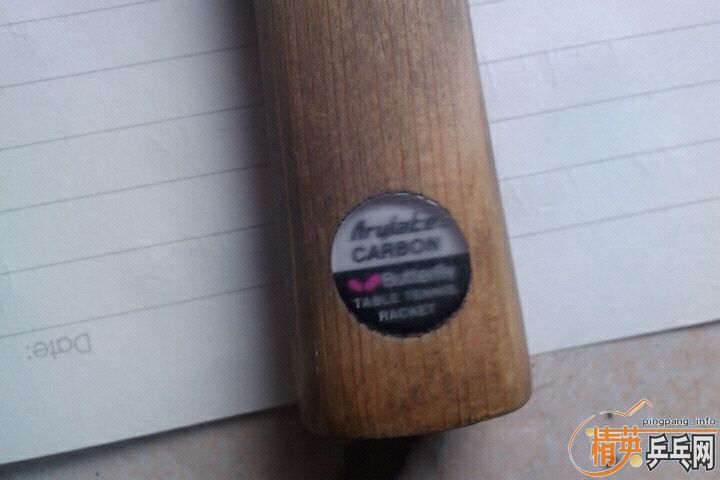 Arylate
CARBON
Butterfly
TABLE TENNIS
RACKET
Date:
pingpang.info
精英乒乓网